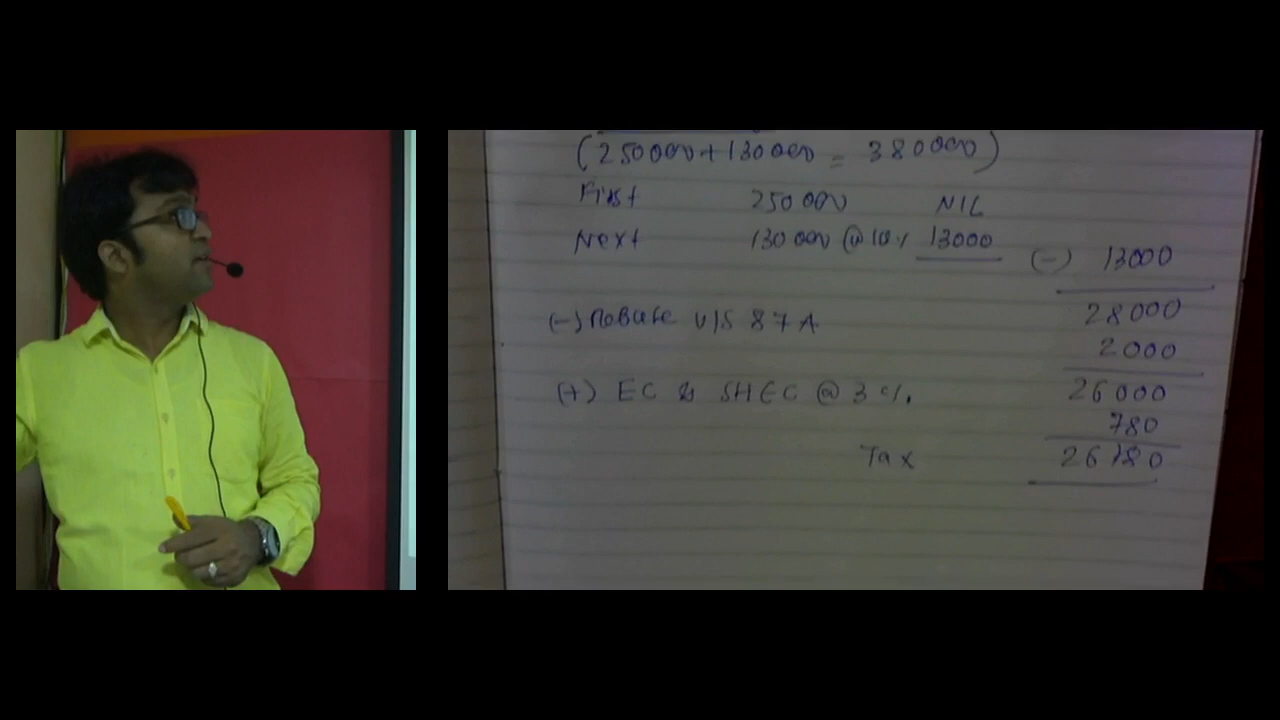 (250000+130000 = 380000)
First 250000 NIL
Next 130000 @ 10% 13000
(-) 13000
28000
(-) Rebate U/S 87A 2000
26000
(+) EC & SHEC @ 3%. 780
Tax 26780